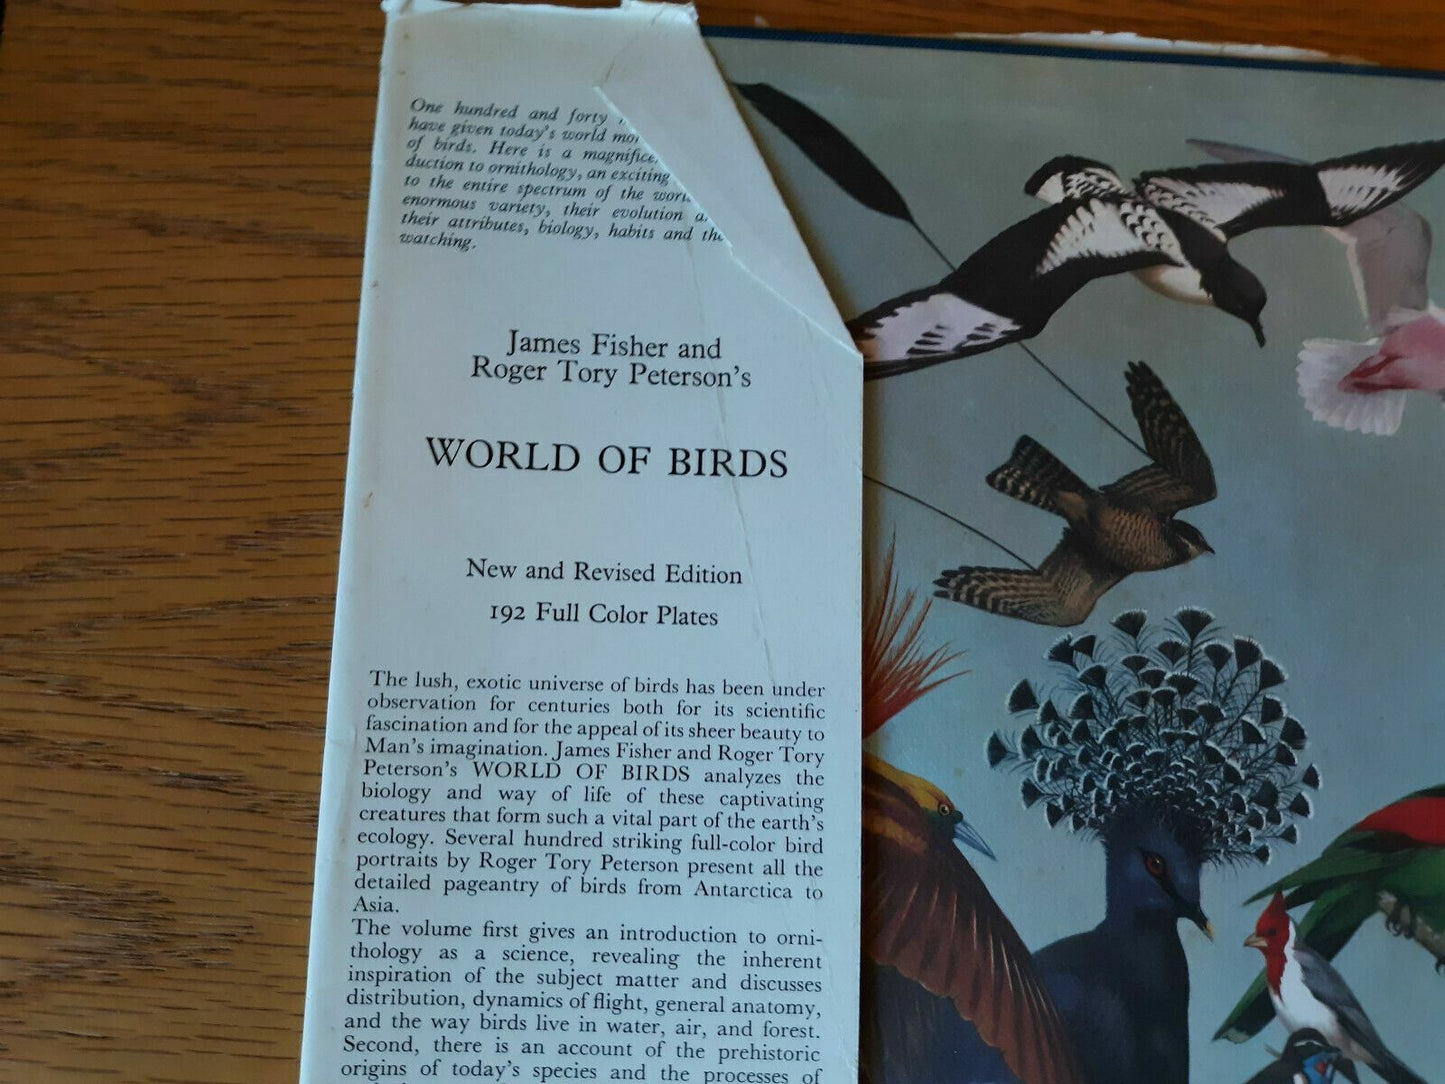 One hundred and forty
have given today's world
of birds. Here is a
duction to ornithology, an exciting
to the entire spectrum of the
enormous variety, their evolution
their attributes, biology, habits and
watching.
James Fisher and
Roger Tory Peterson's
WORLD OF BIRDS
New and Revised Edition
192 Full Color Plates
The lush, exotic universe of birds has been under
observation for centuries both for its scientific
fascination and for the appeal of its sheer beauty to
Man's imagination. James Fisher and Roger Tory
Peterson's WORLD OF BIRDS analyzes the
biology and way of life of these captivating
creatures that form such a vital part of the earth's
ecology. Several hundred striking full-color bird
portraits by Roger Tory Peterson present all the
detailed pageantry of birds from Antarctica to
Asia.
The volume first gives an introduction to orni-
thology as a science, revealing the inherent
inspiration of the subject matter and discusses
distribution, dynamics of flight, general anatomy,
and the way birds live in water, air, and forest.
Second, there is an account of the prehistoric
origins of today's species and the processes of